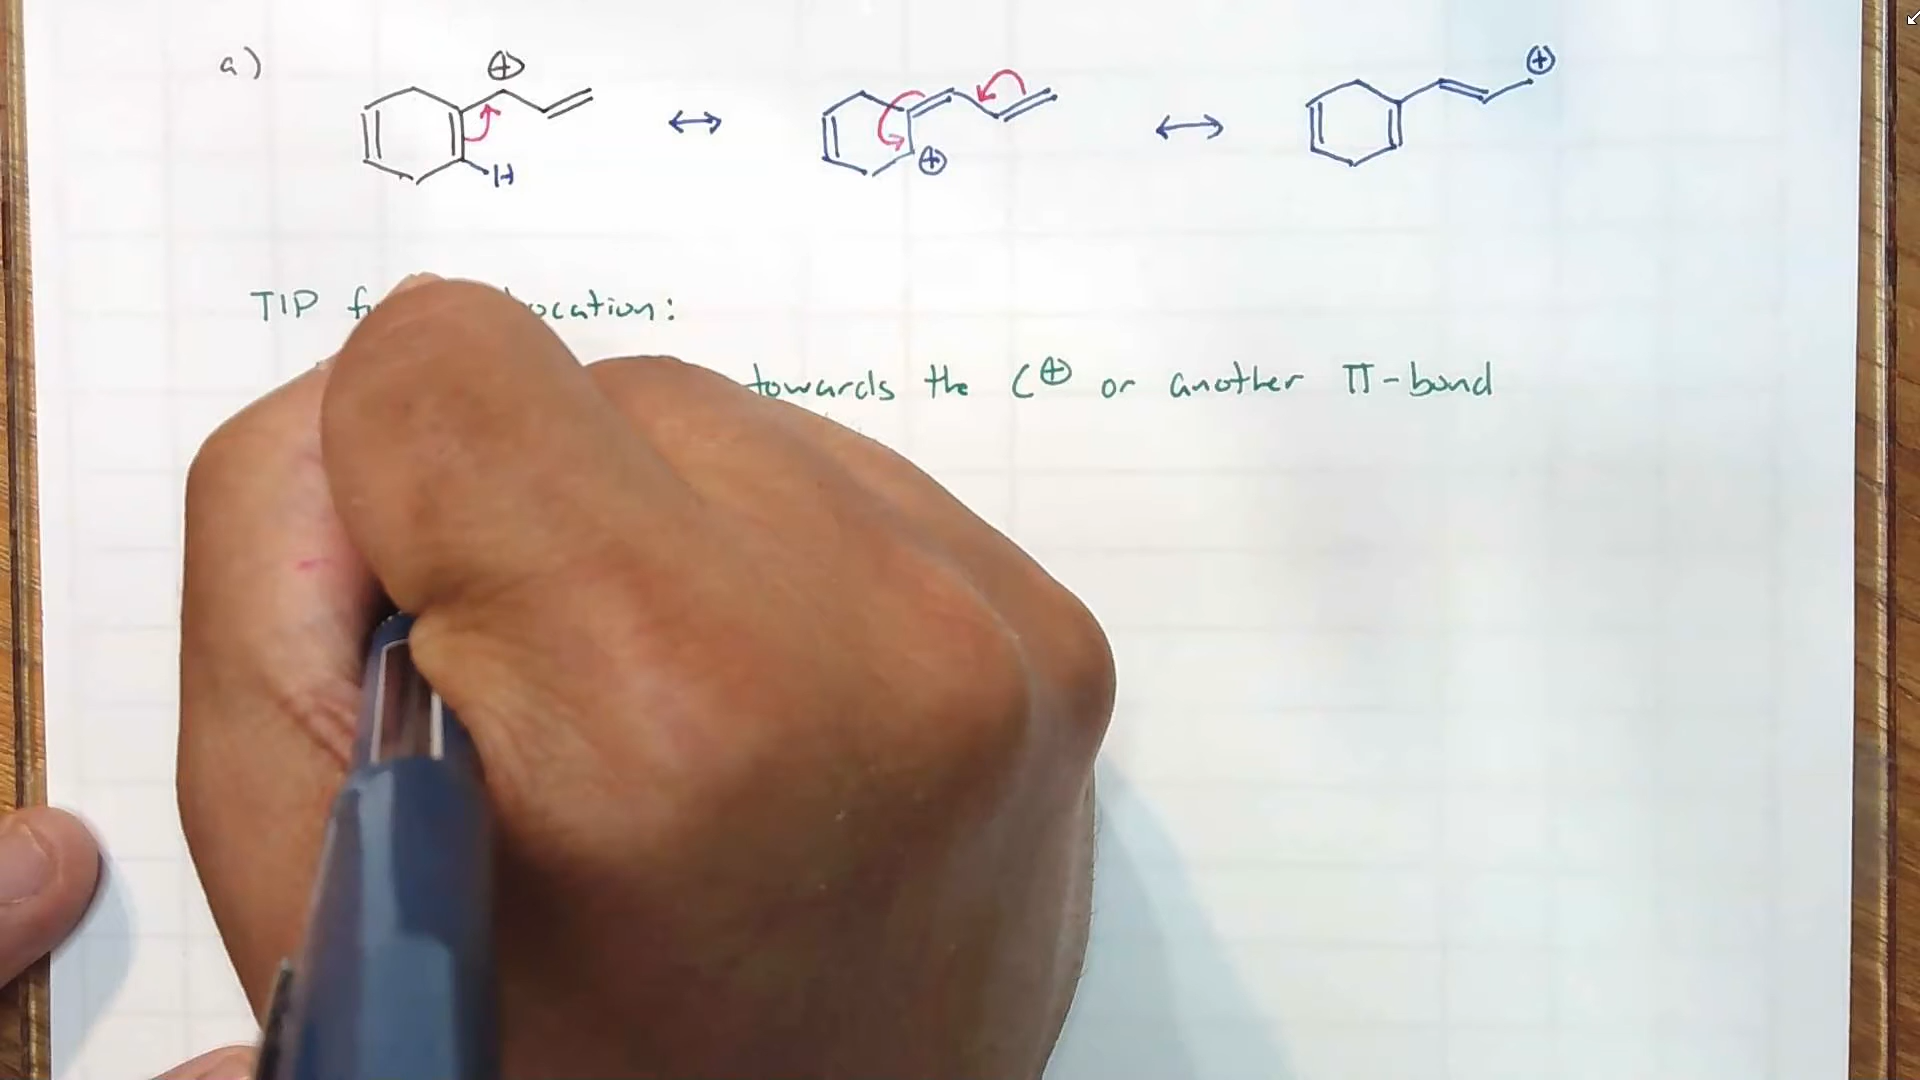 a)
⊕ ⊕
H ⊕
TIP ocation:
towards the C⊕ or another π-bond